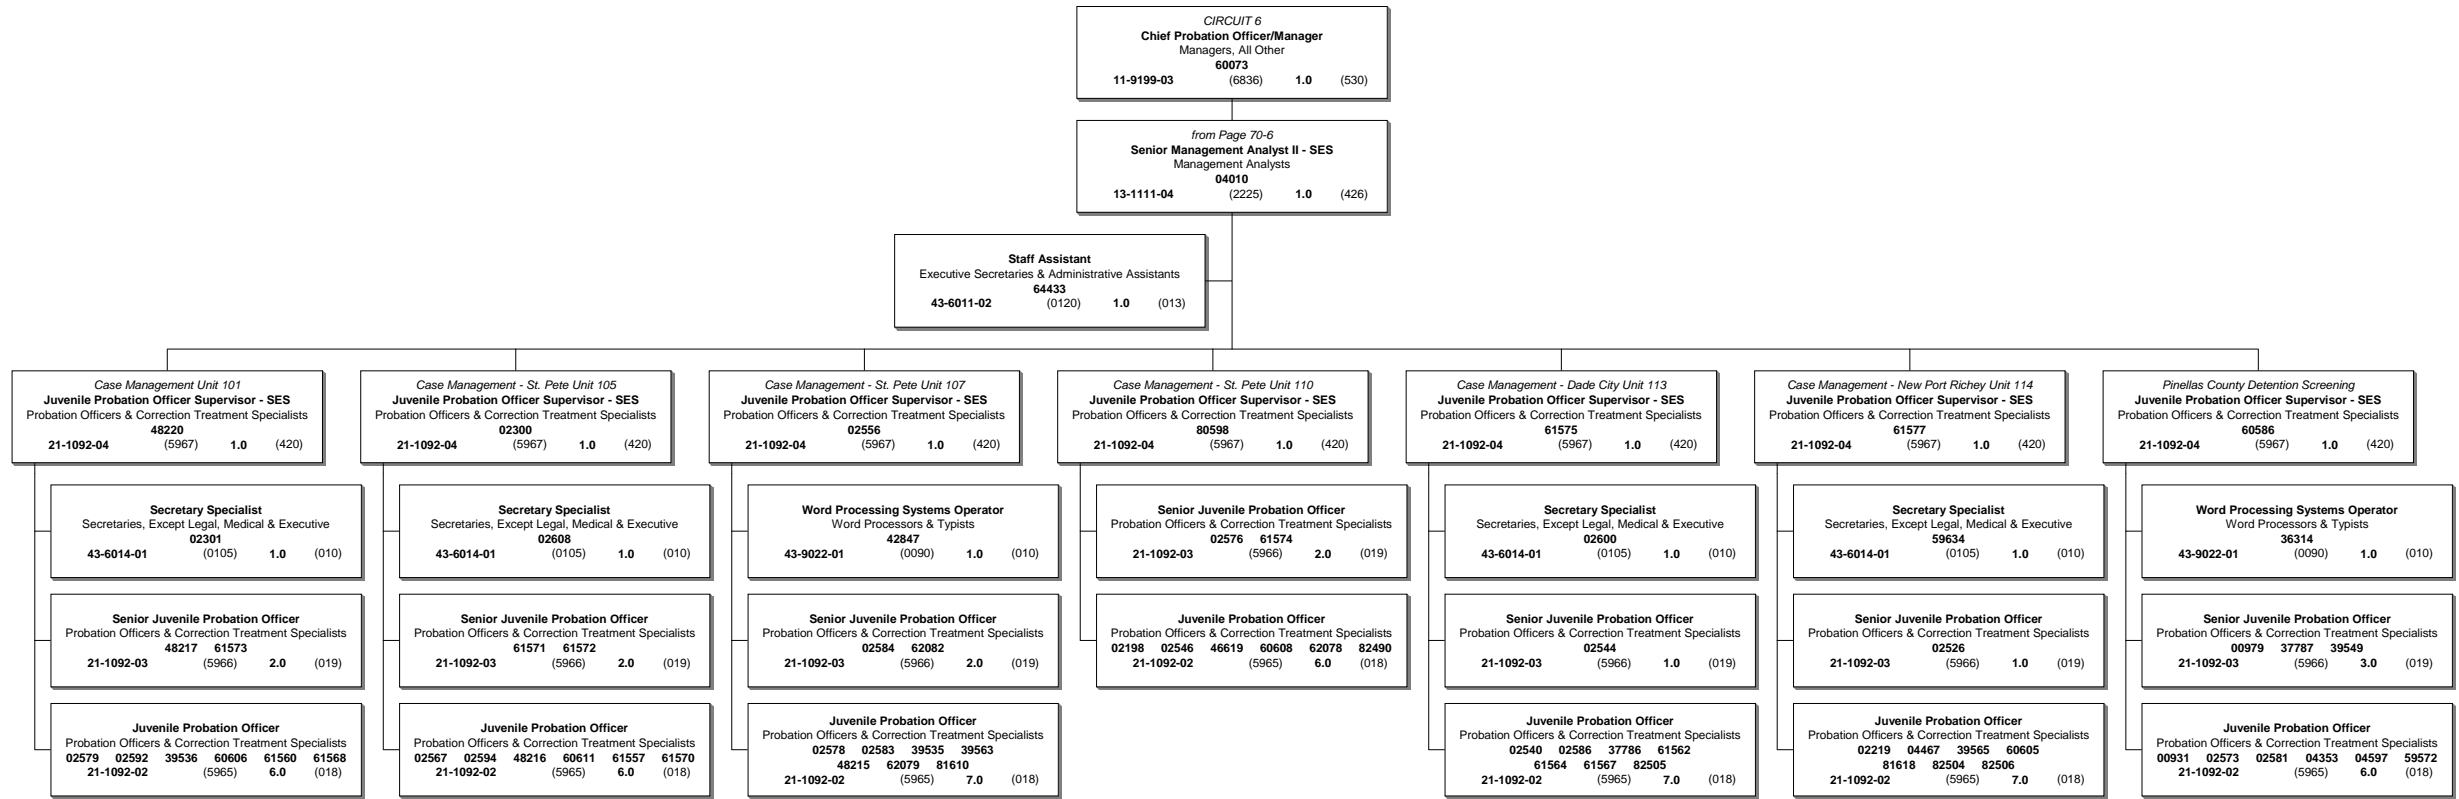 CIRCUIT 6
Chief Probation Officer/Manager
Managers, All Other
60073
11-9199-03 (6836) 1.0 (530)
from Page 70-6
Senior Management Analyst II - SES
Management Analysts
04010
13-1111-04 (2225) 1.0 (426)
Staff Assistant
Executive Secretaries & Administrative Assistants
64433
43-6011-02 (0120) 1.0 (013)
Case Management Unit 101
Juvenile Probation Officer Supervisor - SES
Probation Officers & Correction Treatment Specialists
48220
21-1092-04 (5967) 1.0 (420)
Secretary Specialist
Secretaries, Except Legal, Medical & Executive
02301
43-6014-01 (0105) 1.0 (010)
Senior Juvenile Probation Officer
Probation Officers & Correction Treatment Specialists
48217 61573
21-1092-03 (5966) 2.0 (019)
Juvenile Probation Officer
Probation Officers & Correction Treatment Specialists
02579 02592 39536 60606 61560 61568
21-1092-02 (5965) 6.0 (018)
Case Management - St. Pete Unit 105
Juvenile Probation Officer Supervisor - SES
Probation Officers & Correction Treatment Specialists
02300
21-1092-04 (5967) 1.0 (420)
Secretary Specialist
Secretaries, Except Legal, Medical & Executive
02608
43-6014-01 (0105) 1.0 (010)
Senior Juvenile Probation Officer
Probation Officers & Correction Treatment Specialists
61571 61572
21-1092-03 (5966) 2.0 (019)
Juvenile Probation Officer
Probation Officers & Correction Treatment Specialists
02567 02594 48216 60611 61557 61570
21-1092-02 (5965) 6.0 (018)
Case Management - St. Pete Unit 107
Juvenile Probation Officer Supervisor - SES
Probation Officers & Correction Treatment Specialists
02556
21-1092-04 (5967) 1.0 (420)
Word Processing Systems Operator
Word Processors & Typists
42847
43-9022-01 (0090) 1.0 (010)
Senior Juvenile Probation Officer
Probation Officers & Correction Treatment Specialists
02584 62082
21-1092-03 (5966) 2.0 (019)
Juvenile Probation Officer
Probation Officers & Correction Treatment Specialists
02578 02583 39535 39563
48215 62079 81610
21-1092-02 (5965) 7.0 (018)
Case Management - St. Pete Unit 110
Juvenile Probation Officer Supervisor - SES
Probation Officers & Correction Treatment Specialists
80598
21-1092-04 (5967) 1.0 (420)
Senior Juvenile Probation Officer
Probation Officers & Correction Treatment Specialists
02576 61574
21-1092-03 (5966) 2.0 (019)
Juvenile Probation Officer
Probation Officers & Correction Treatment Specialists
02198 02546 46619 60608 62078 82490
21-1092-02 (5965) 6.0 (018)
Case Management - Dade City Unit 113
Juvenile Probation Officer Supervisor - SES
Probation Officers & Correction Treatment Specialists
61575
21-1092-04 (5967) 1.0 (420)
Secretary Specialist
Secretaries, Except Legal, Medical & Executive
02600
43-6014-01 (0105) 1.0 (010)
Senior Juvenile Probation Officer
Probation Officers & Correction Treatment Specialists
02544
21-1092-03 (5966) 1.0 (019)
Juvenile Probation Officer
Probation Officers & Correction Treatment Specialists
02540 02586 37786 61562
61564 61567 82505
21-1092-02 (5965) 7.0 (018)
Case Management - New Port Richey Unit 114
Juvenile Probation Officer Supervisor - SES
Probation Officers & Correction Treatment Specialists
61577
21-1092-04 (5967) 1.0 (420)
Secretary Specialist
Secretaries, Except Legal, Medical & Executive
59634
43-6014-01 (0105) 1.0 (010)
Senior Juvenile Probation Officer
Probation Officers & Correction Treatment Specialists
02526
21-1092-03 (5966) 1.0 (019)
Juvenile Probation Officer
Probation Officers & Correction Treatment Specialists
02219 04467 39565 60605
81618 82504 82506
21-1092-02 (5965) 7.0 (018)
Pinellas County Detention Screening
Juvenile Probation Officer Supervisor - SES
Probation Officers & Correction Treatment Specialists
60586
21-1092-04 (5967) 1.0 (420)
Word Processing Systems Operator
Word Processors & Typists
36314
43-9022-01 (0090) 1.0 (010)
Senior Juvenile Probation Officer
Probation Officers & Correction Treatment Specialists
00979 37787 39549
21-1092-03 (5966) 3.0 (019)
Juvenile Probation Officer
Probation Officers & Correction Treatment Specialists
00931 02573 02581 04353 04597 59572
21-1092-02 (5965) 6.0 (018)